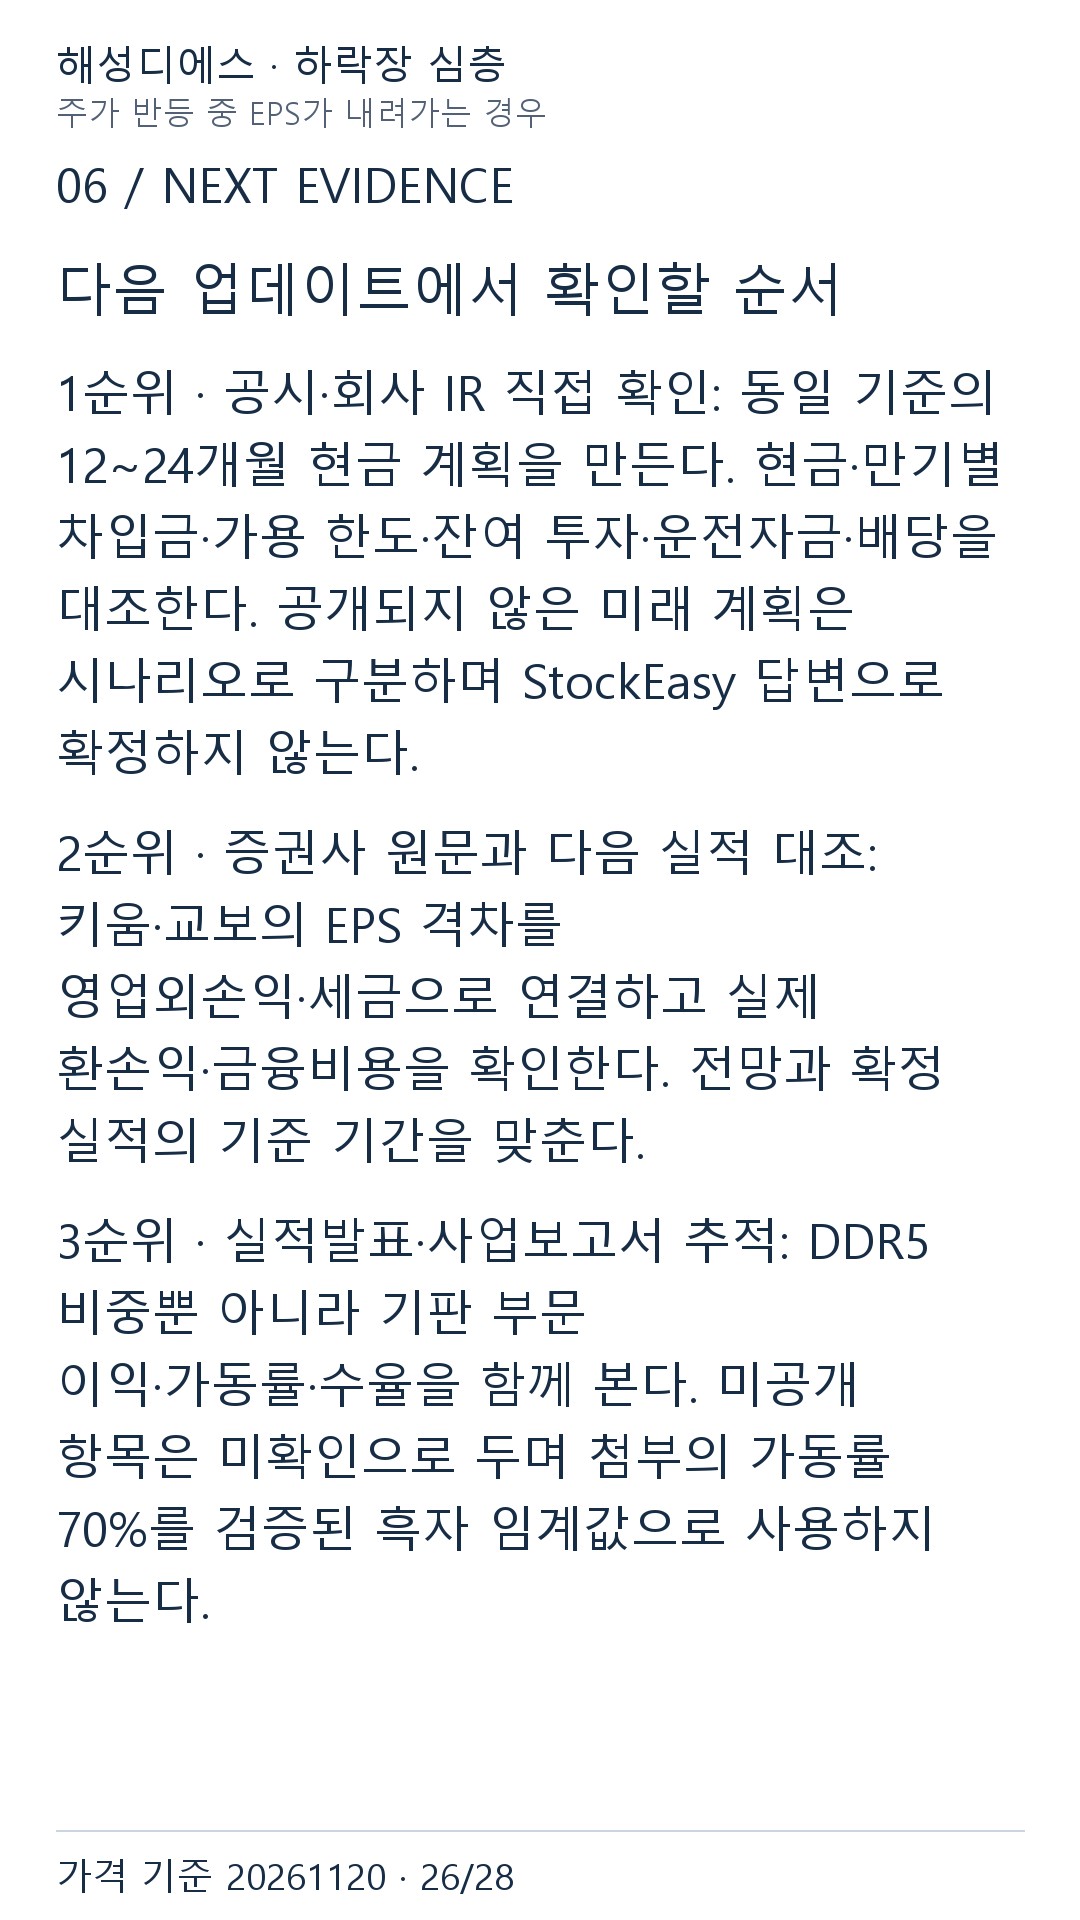 해성디에스 · 하락장 심층
주가 반등 중 EPS가 내려가는 경우
06 / NEXT EVIDENCE
다음 업데이트에서 확인할 순서
1순위 · 공시·회사 IR 직접 확인: 동일 기준의
12~24개월 현금 계획을 만든다. 현금·만기별
차입금·가용 한도·잔여 투자·운전자금·배당을
대조한다. 공개되지 않은 미래 계획은
시나리오로 구분하며 StockEasy 답변으로
확정하지 않는다.
2순위 · 증권사 원문과 다음 실적 대조:
키움·교보의 EPS 격차를
영업외손익·세금으로 연결하고 실제
환손익·금융비용을 확인한다. 전망과 확정
실적의 기준 기간을 맞춘다.
3순위 · 실적발표·사업보고서 추적: DDR5
비중뿐 아니라 기판 부문
이익·가동률·수율을 함께 본다. 미공개
항목은 미확인으로 두며 첨부의 가동률
70%를 검증된 흑자 임계값으로 사용하지
않는다.
가격 기준 20261120 · 26/28